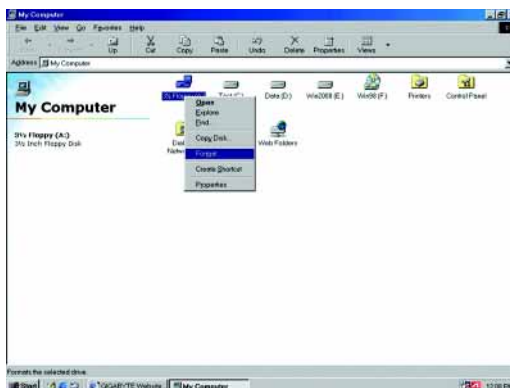 My Computer
File Edit View Go Favorites Help
Up Cut Copy Paste Undo Delete Properties Views
Address My Computer
My Computer
3½ Floppy (A:)
3½ Inch Floppy Disk
Data (D:) Win2000 (E:) Win98 (F:) Printers Control Panel
Web Folders
Open
Explore
Find...
Copy Disk...
Format...
Create Shortcut
Properties
Formats the selected drive.
Start GIGABYTE Website My Computer